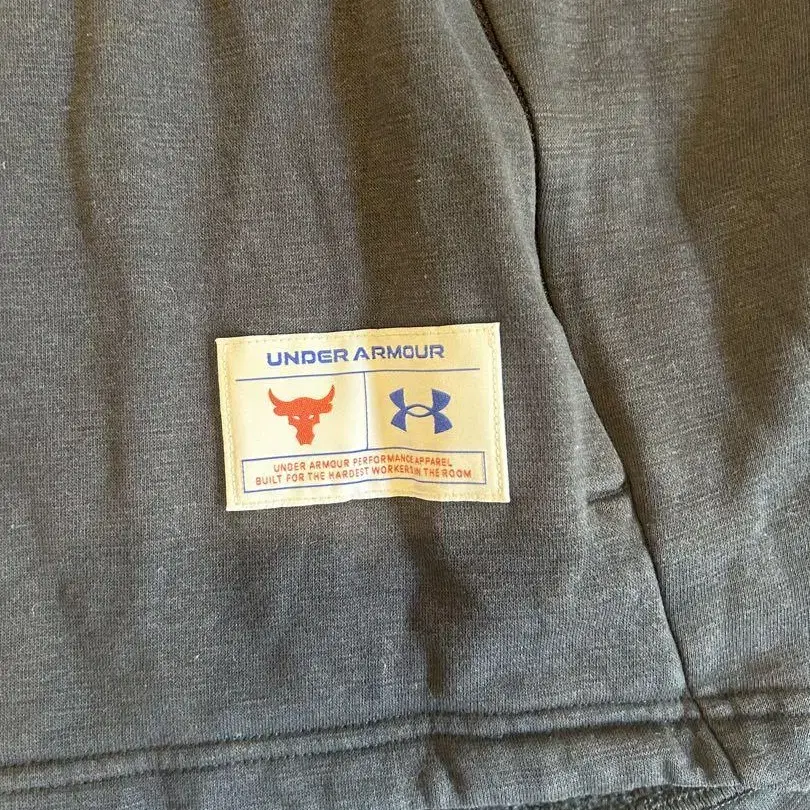 UNDER ARMOUR
UNDER ARMOUR PERFORMANCE APPAREL
BUILT FOR THE HARDEST WORKERS IN THE ROOM